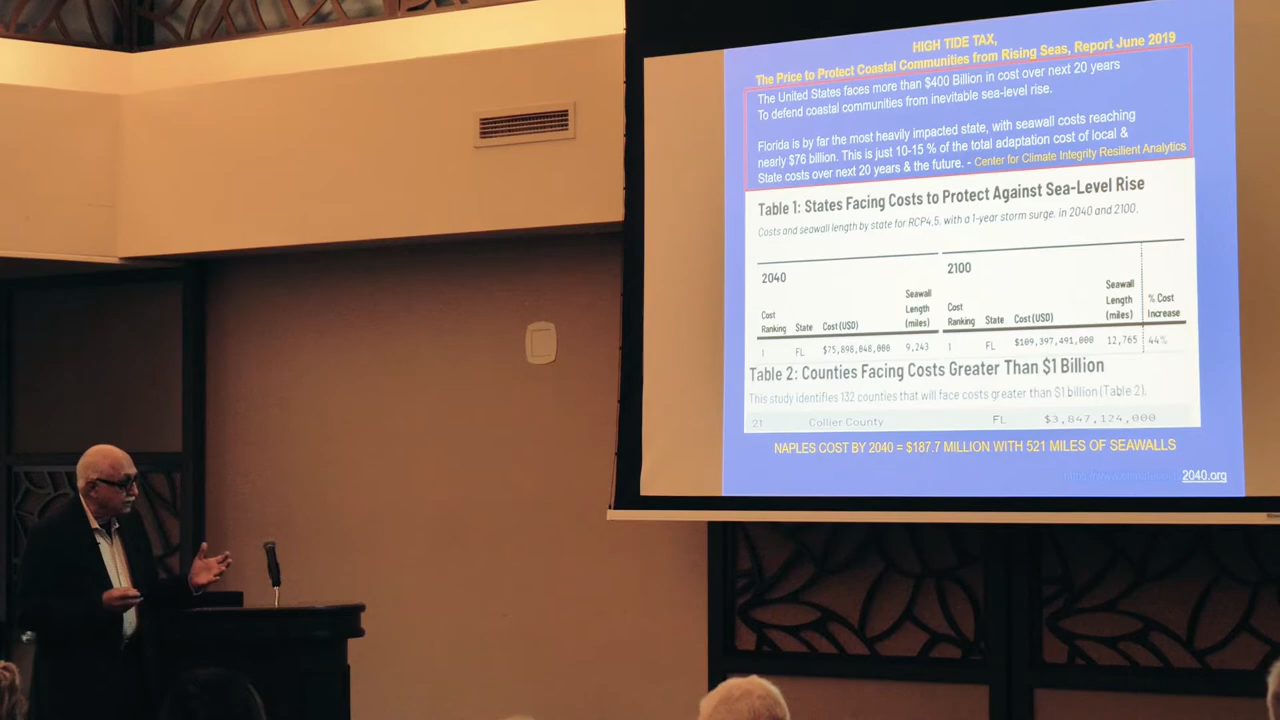 HIGH TIDE TAX,
The Price to Protect Coastal Communities from Rising Seas, Report June 2019
The United States faces more than $400 Billion in cost over next 20 years
To defend coastal communities from inevitable sea-level rise.
Florida is by far the most heavily impacted state, with seawall costs reaching
nearly $76 billion. This is just 10-15 % of the total adaptation cost of local &
State costs over next 20 years & the future. - Center for Climate Integrity Resilient Analytics
Table 1: States Facing Costs to Protect Against Sea-Level Rise
Costs and seawall length by state for RCP4.5, with a 1-year storm surge, in 2040 and 2100.
2040 2100
Cost Ranking State Cost (USD) Seawall Length (miles) Cost Ranking State Cost (USD) Seawall Length (miles) % Cost Increase
1 FL $75,898,048,000 9,243 1 FL $109,397,491,000 12,765 44%
Table 2: Counties Facing Costs Greater Than $1 Billion
This study identifies 132 counties that will face costs greater than $1 billion (Table 2).
21 Collier County FL $3,847,124,000
NAPLES COST BY 2040 = $187.7 MILLION WITH 521 MILES OF SEAWALLS
2040.org